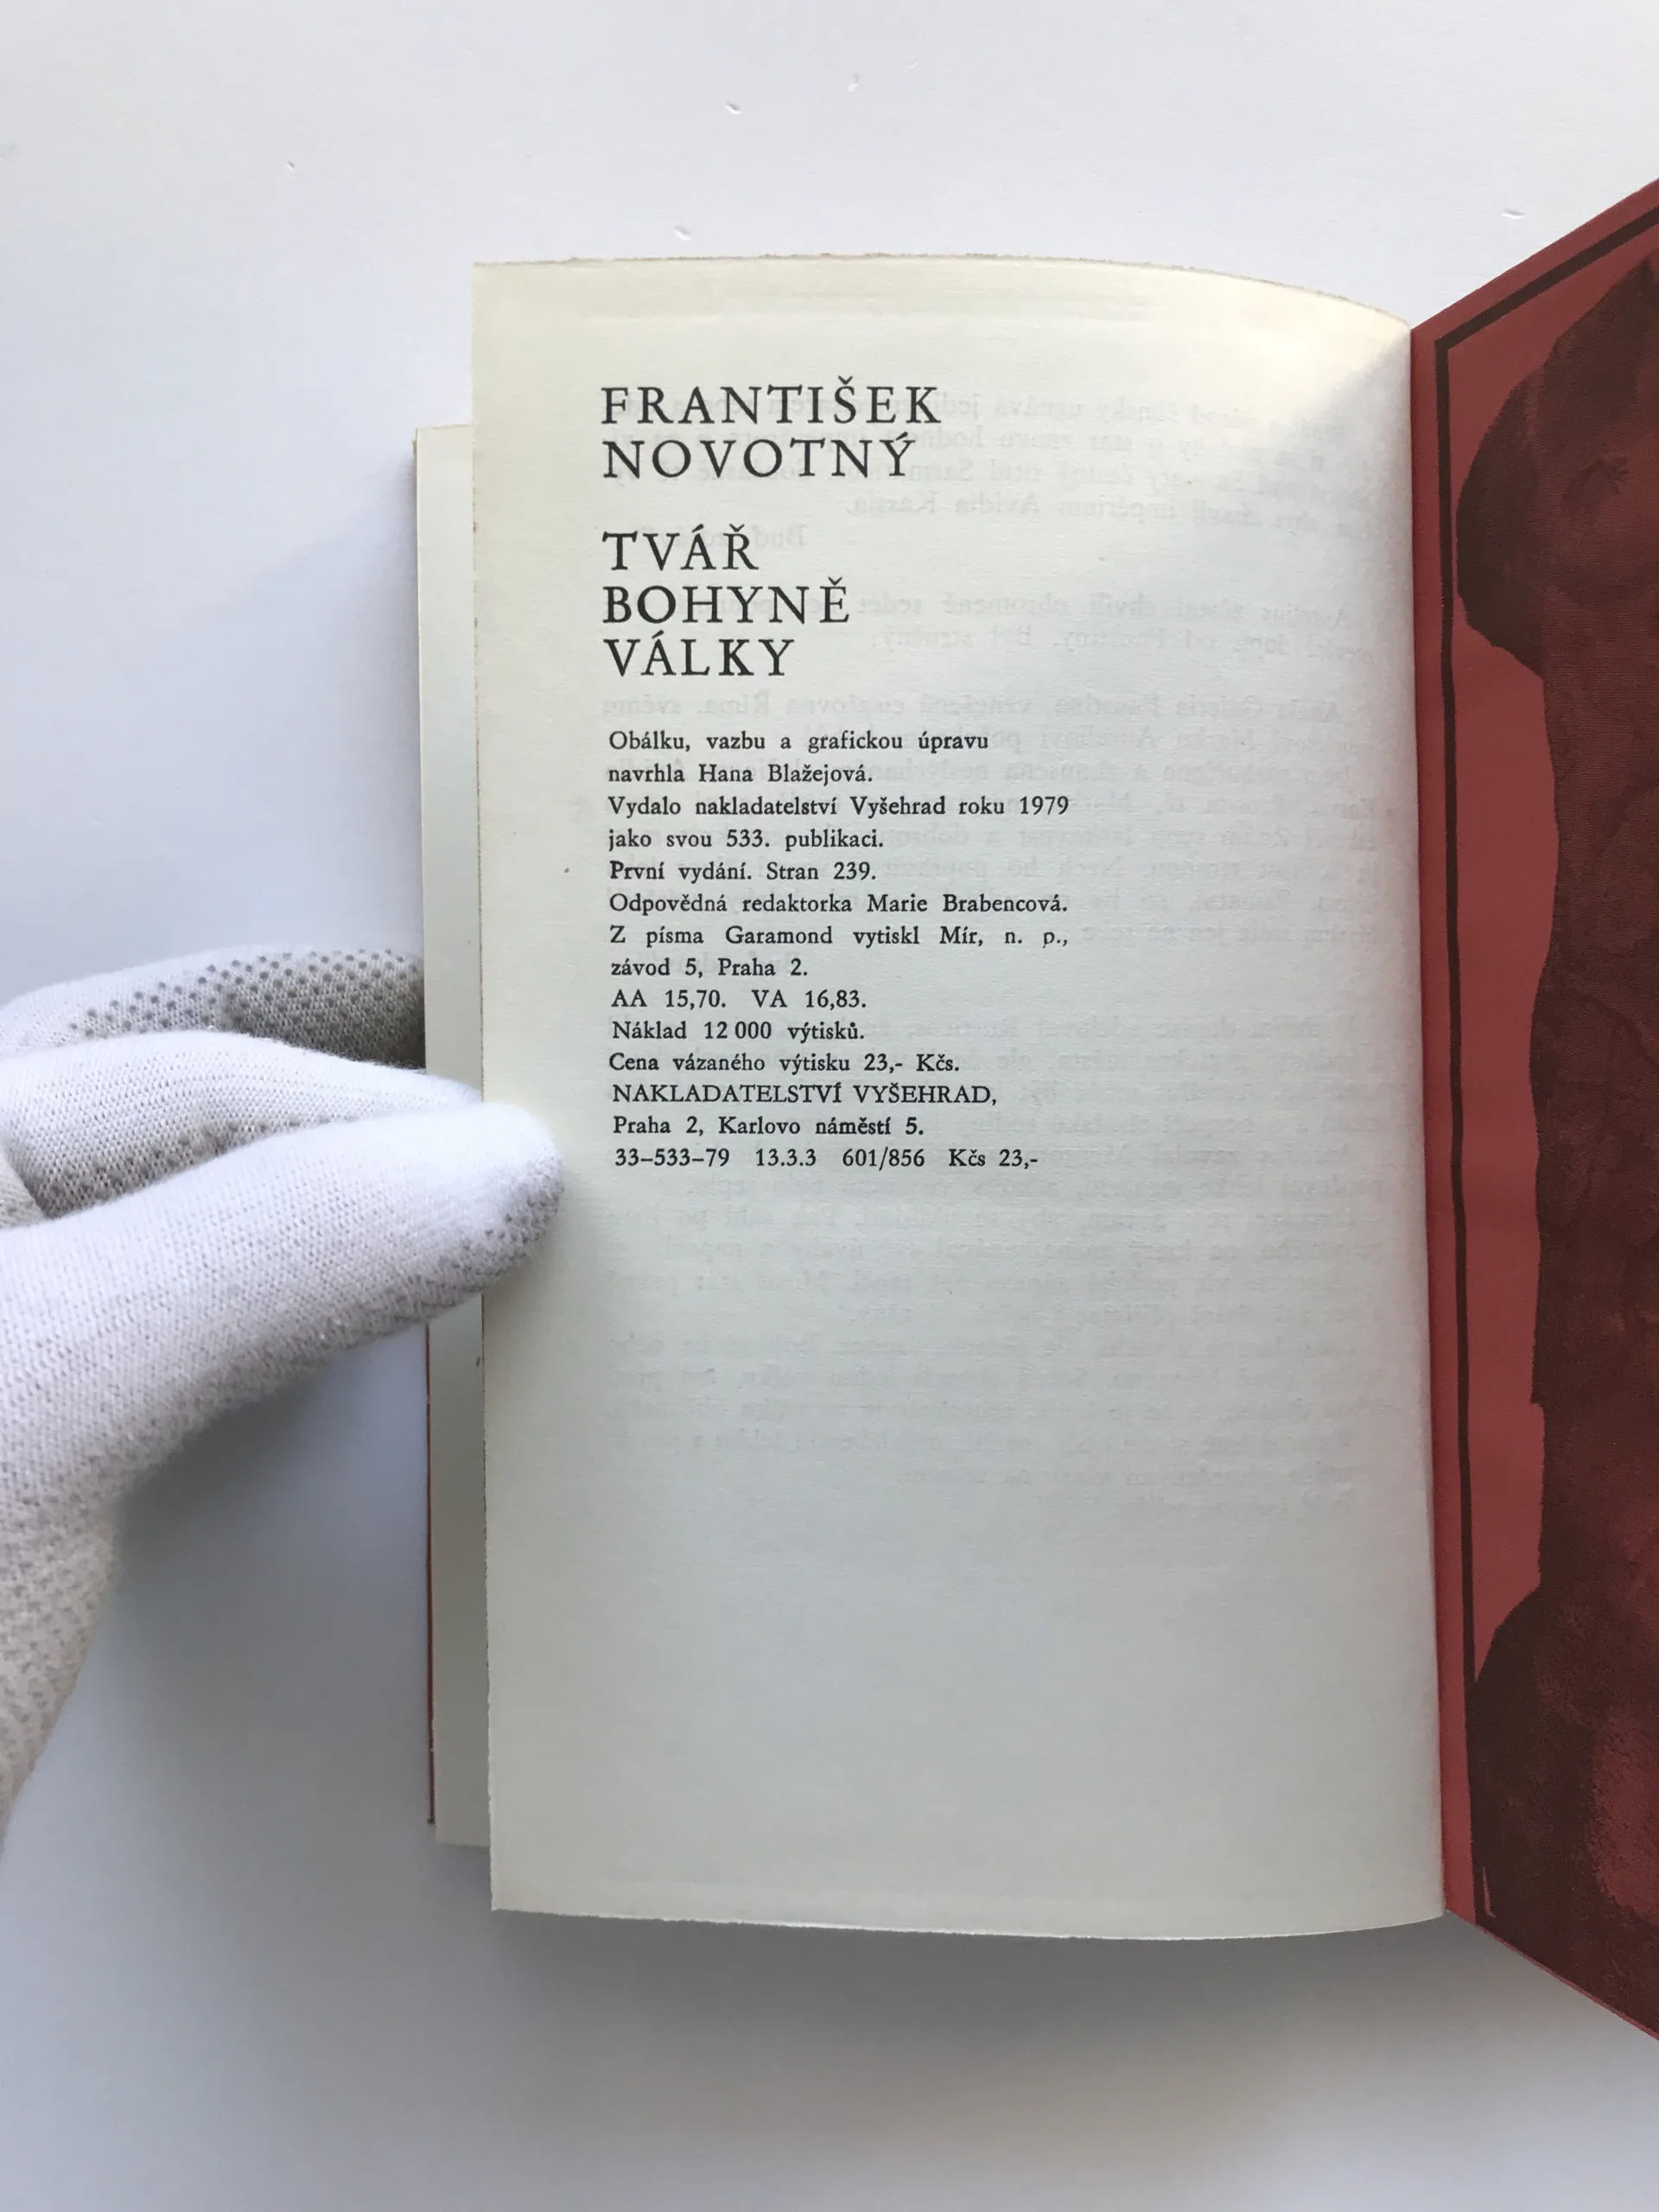 FRANTIŠEK
NOVOTNÝ
TVÁŘ
BOHYNĚ
VÁLKY
Obálku, vazbu a grafickou úpravu
navrhla Hana Blažejová.
Vydalo nakladatelství Vyšehrad roku 1979
jako svou 533. publikaci.
První vydání. Stran 239.
Odpovědná redaktorka Marie Brabencová.
Z písma Garamond vytiskl Mír, n. p.,
závod 5, Praha 2.
AA 15,70. VA 16,83.
Náklad 12 000 výtisků.
Cena vázaného výtisku 23,- Kčs.
NAKLADATELSTVÍ VYŠEHRAD,
Praha 2, Karlovo náměstí 5.
33–533–79 13.3.3 601/856 Kčs 23,-